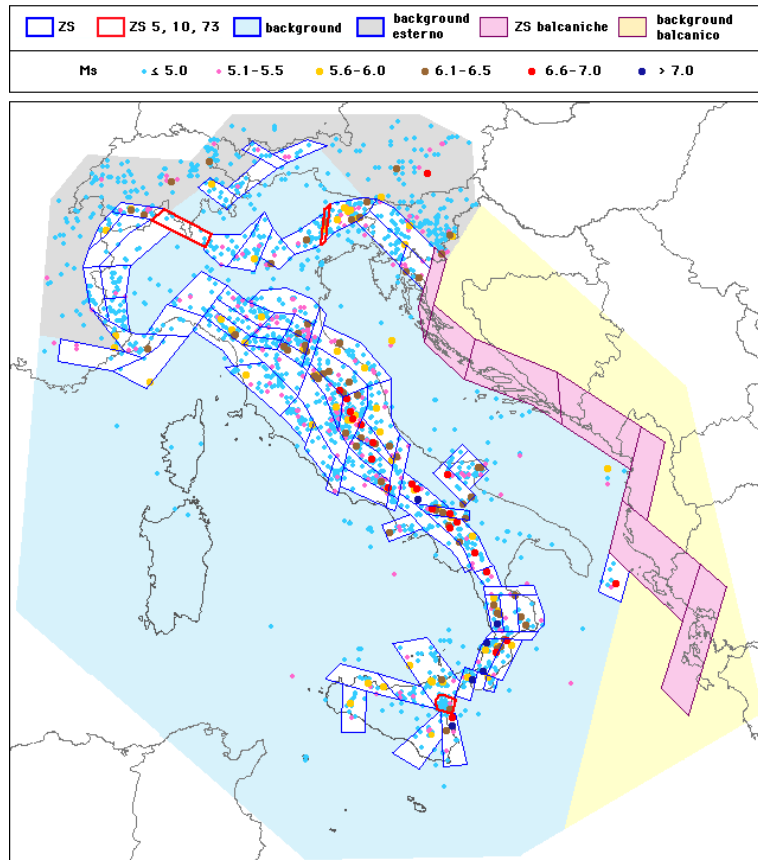 ZS
ZS 5, 10, 73
background
background esterno
ZS balcaniche
background balcanico
Ms
≤ 5.0
5.1-5.5
5.6-6.0
6.1-6.5
6.6-7.0
> 7.0